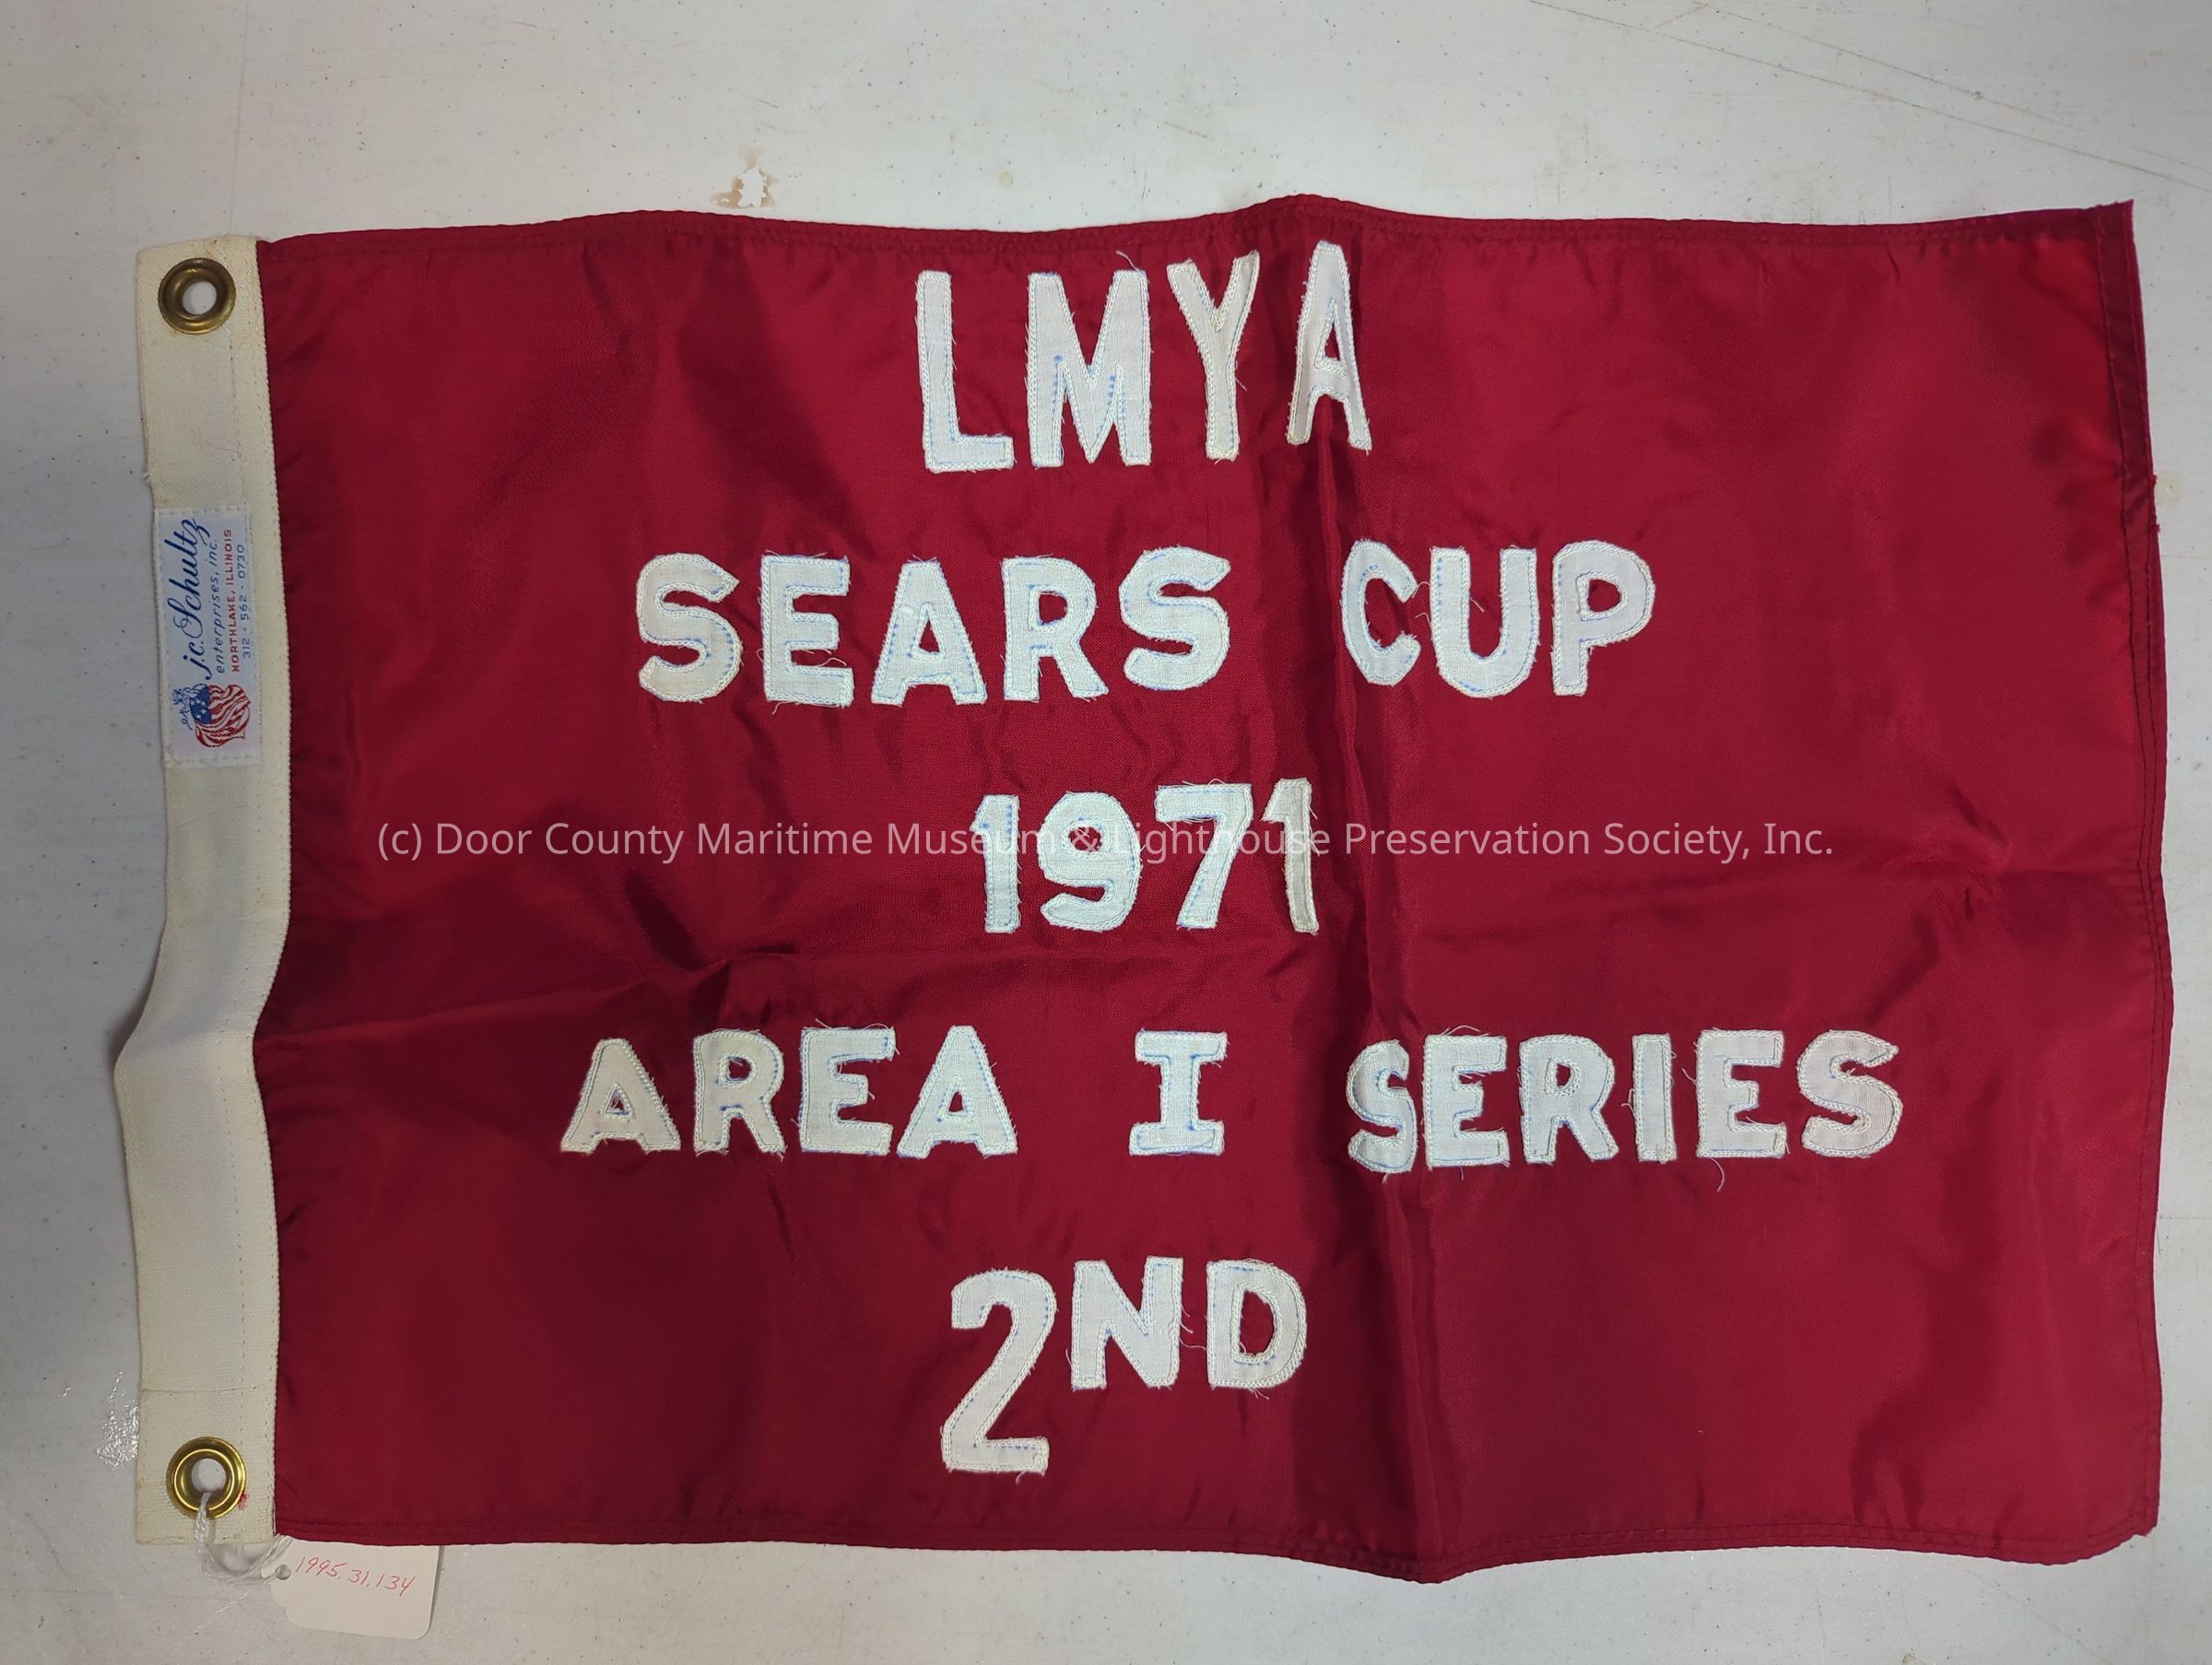 LMYA
SEARS CUP
1971
(c) Door County Maritime Museum & Lighthouse Preservation Society, Inc.
AREA I SERIES
2ND
j.c. Schultz
enterprises, inc.
NORTHLAKE, ILLINOIS
312 · 562 · 0730
1995.31.134